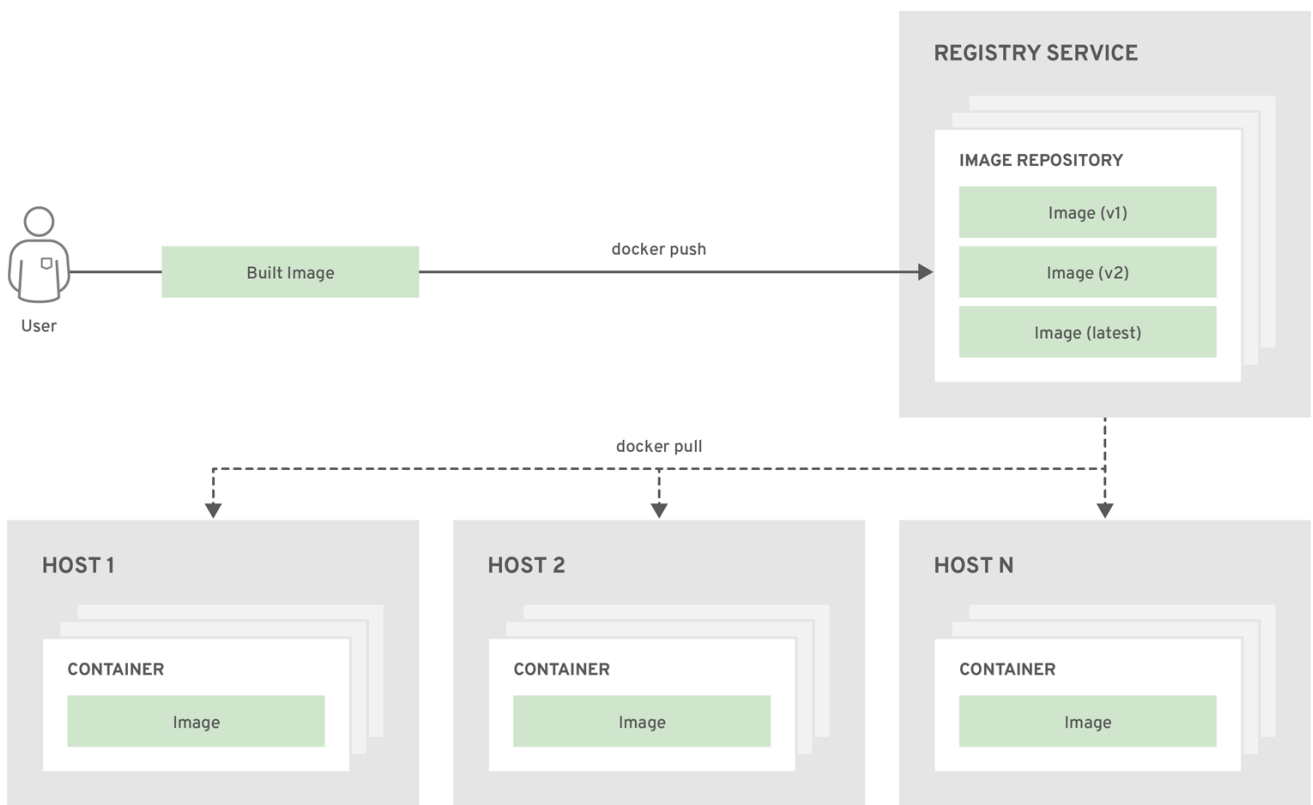 REGISTRY SERVICE
IMAGE REPOSITORY
Image (v1)
Image (v2)
Image (latest)
User
Built Image
docker push
docker pull
HOST 1
CONTAINER
Image
HOST 2
CONTAINER
Image
HOST N
CONTAINER
Image